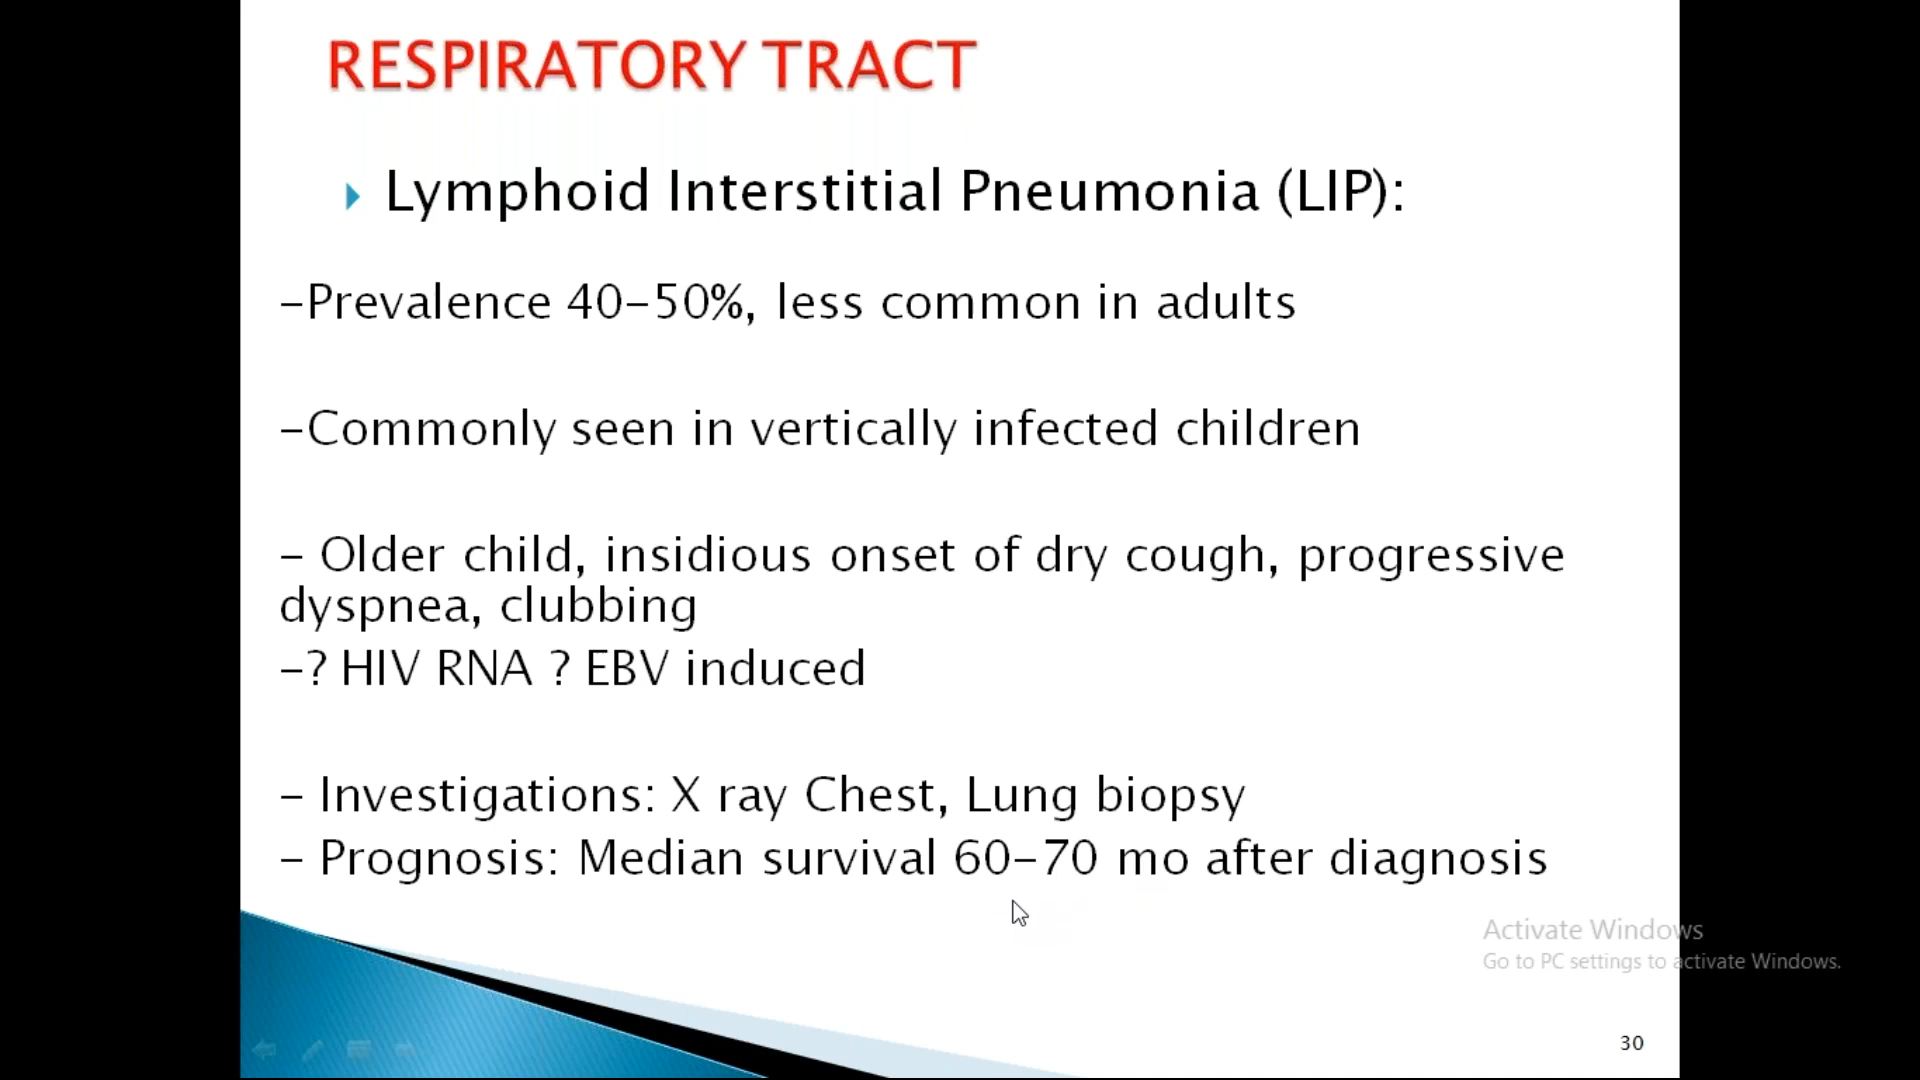 RESPIRATORY TRACT
Lymphoid Interstitial Pneumonia (LIP):
-Prevalence 40-50%, less common in adults
-Commonly seen in vertically infected children
- Older child, insidious onset of dry cough, progressive
dyspnea, clubbing
-? HIV RNA ? EBV induced
- Investigations: X ray Chest, Lung biopsy
- Prognosis: Median survival 60-70 mo after diagnosis
Activate Windows
Go to PC settings to activate Windows.
30